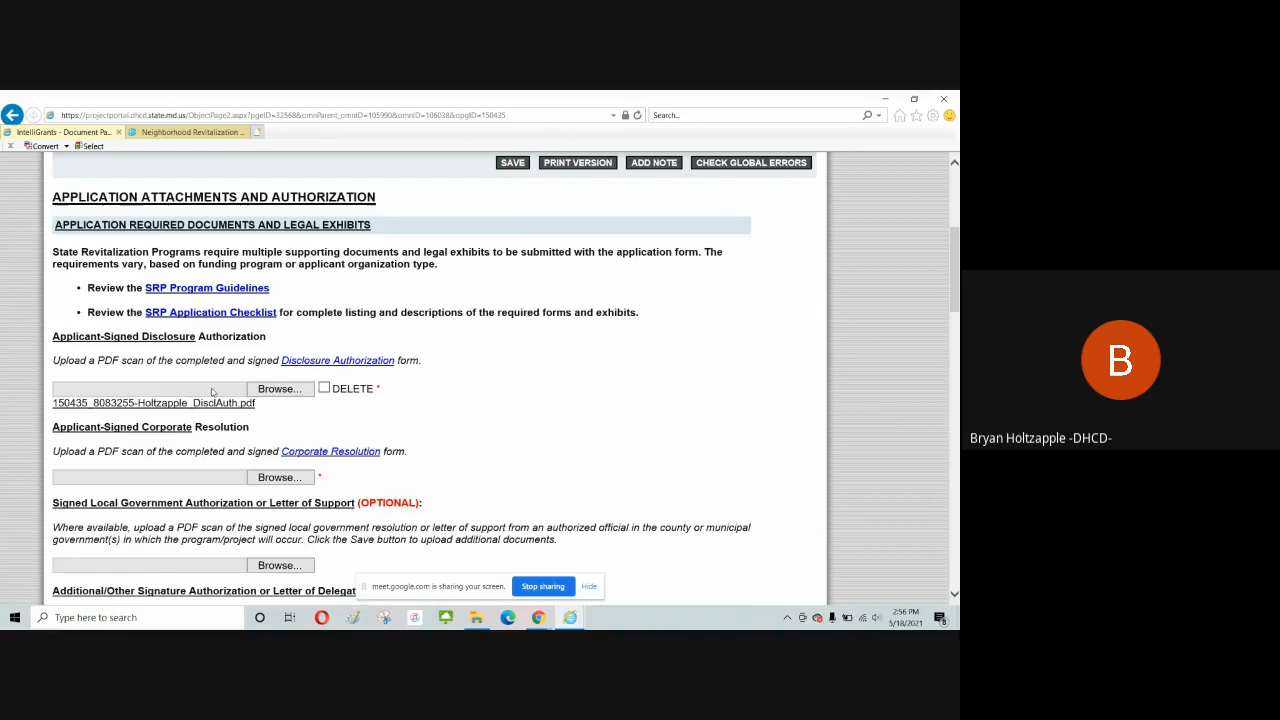 https://projectportal.dhcd.state.md.us/ObjectPage2.aspx?pgeID=32568&omnParent_omnID=105990&omnID=106038&opgID=150435
Search...
IntelliGrants - Document Pa...
Neighborhood Revitalization ...
Convert
Select
SAVE
PRINT VERSION
ADD NOTE
CHECK GLOBAL ERRORS
APPLICATION ATTACHMENTS AND AUTHORIZATION
APPLICATION REQUIRED DOCUMENTS AND LEGAL EXHIBITS
State Revitalization Programs require multiple supporting documents and legal exhibits to be submitted with the application form. The
requirements vary, based on funding program or applicant organization type.
• Review the SRP Program Guidelines
• Review the SRP Application Checklist for complete listing and descriptions of the required forms and exhibits.
Applicant-Signed Disclosure Authorization
Upload a PDF scan of the completed and signed Disclosure Authorization form.
Browse... DELETE *
150435_8083255-Holtzapple_DisclAuth.pdf
Applicant-Signed Corporate Resolution
Upload a PDF scan of the completed and signed Corporate Resolution form.
Browse... *
Signed Local Government Authorization or Letter of Support (OPTIONAL):
Where available, upload a PDF scan of the signed local government resolution or letter of support from an authorized official in the county or municipal
government(s) in which the program/project will occur. Click the Save button to upload additional documents.
Browse...
meet.google.com is sharing your screen.
Stop sharing
Hide
Additional/Other Signature Authorization or Letter of Delegat
Type here to search
2:56 PM
5/18/2021
8
B
Bryan Holtzapple -DHCD-